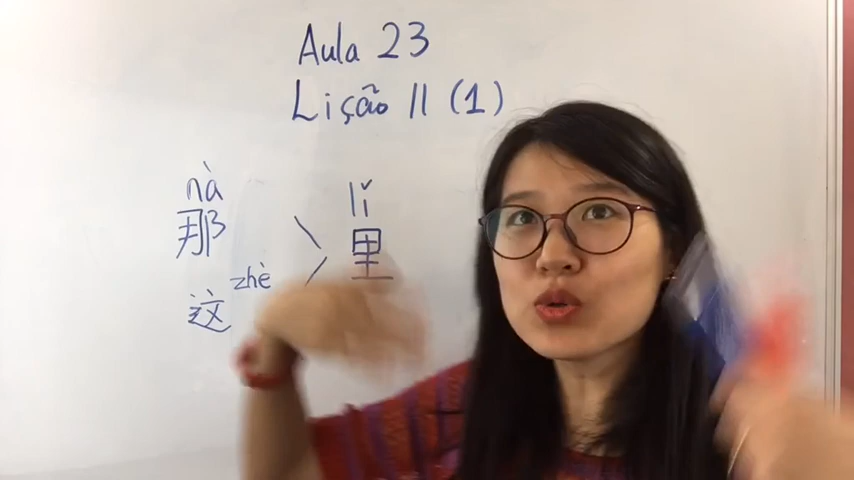 Aula 23
Lição 11 (1)
nà
那
zhè
这
lǐ
里